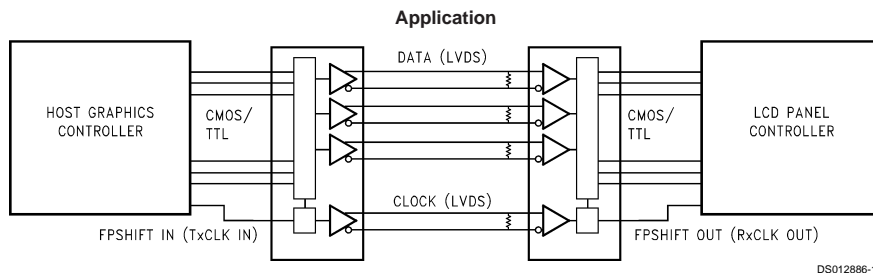 Application
DATA (LVDS)
HOST GRAPHICS
CONTROLLER
CMOS/
TTL
CMOS/
TTL
LCD PANEL
CONTROLLER
CLOCK (LVDS)
FPSHIFT IN (TxCLK IN)
FPSHIFT OUT (RxCLK OUT)